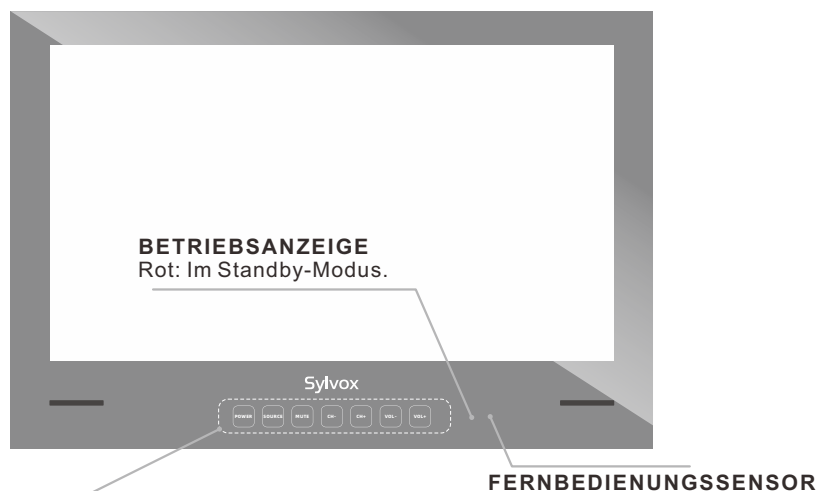 BETRIEBSANZEIGE
Rot: Im Standby-Modus.
Sylvox
POWER SOURCE MUTE CH- CH+ VOL- VOL+
FERNBEDIENUNGSSENSOR